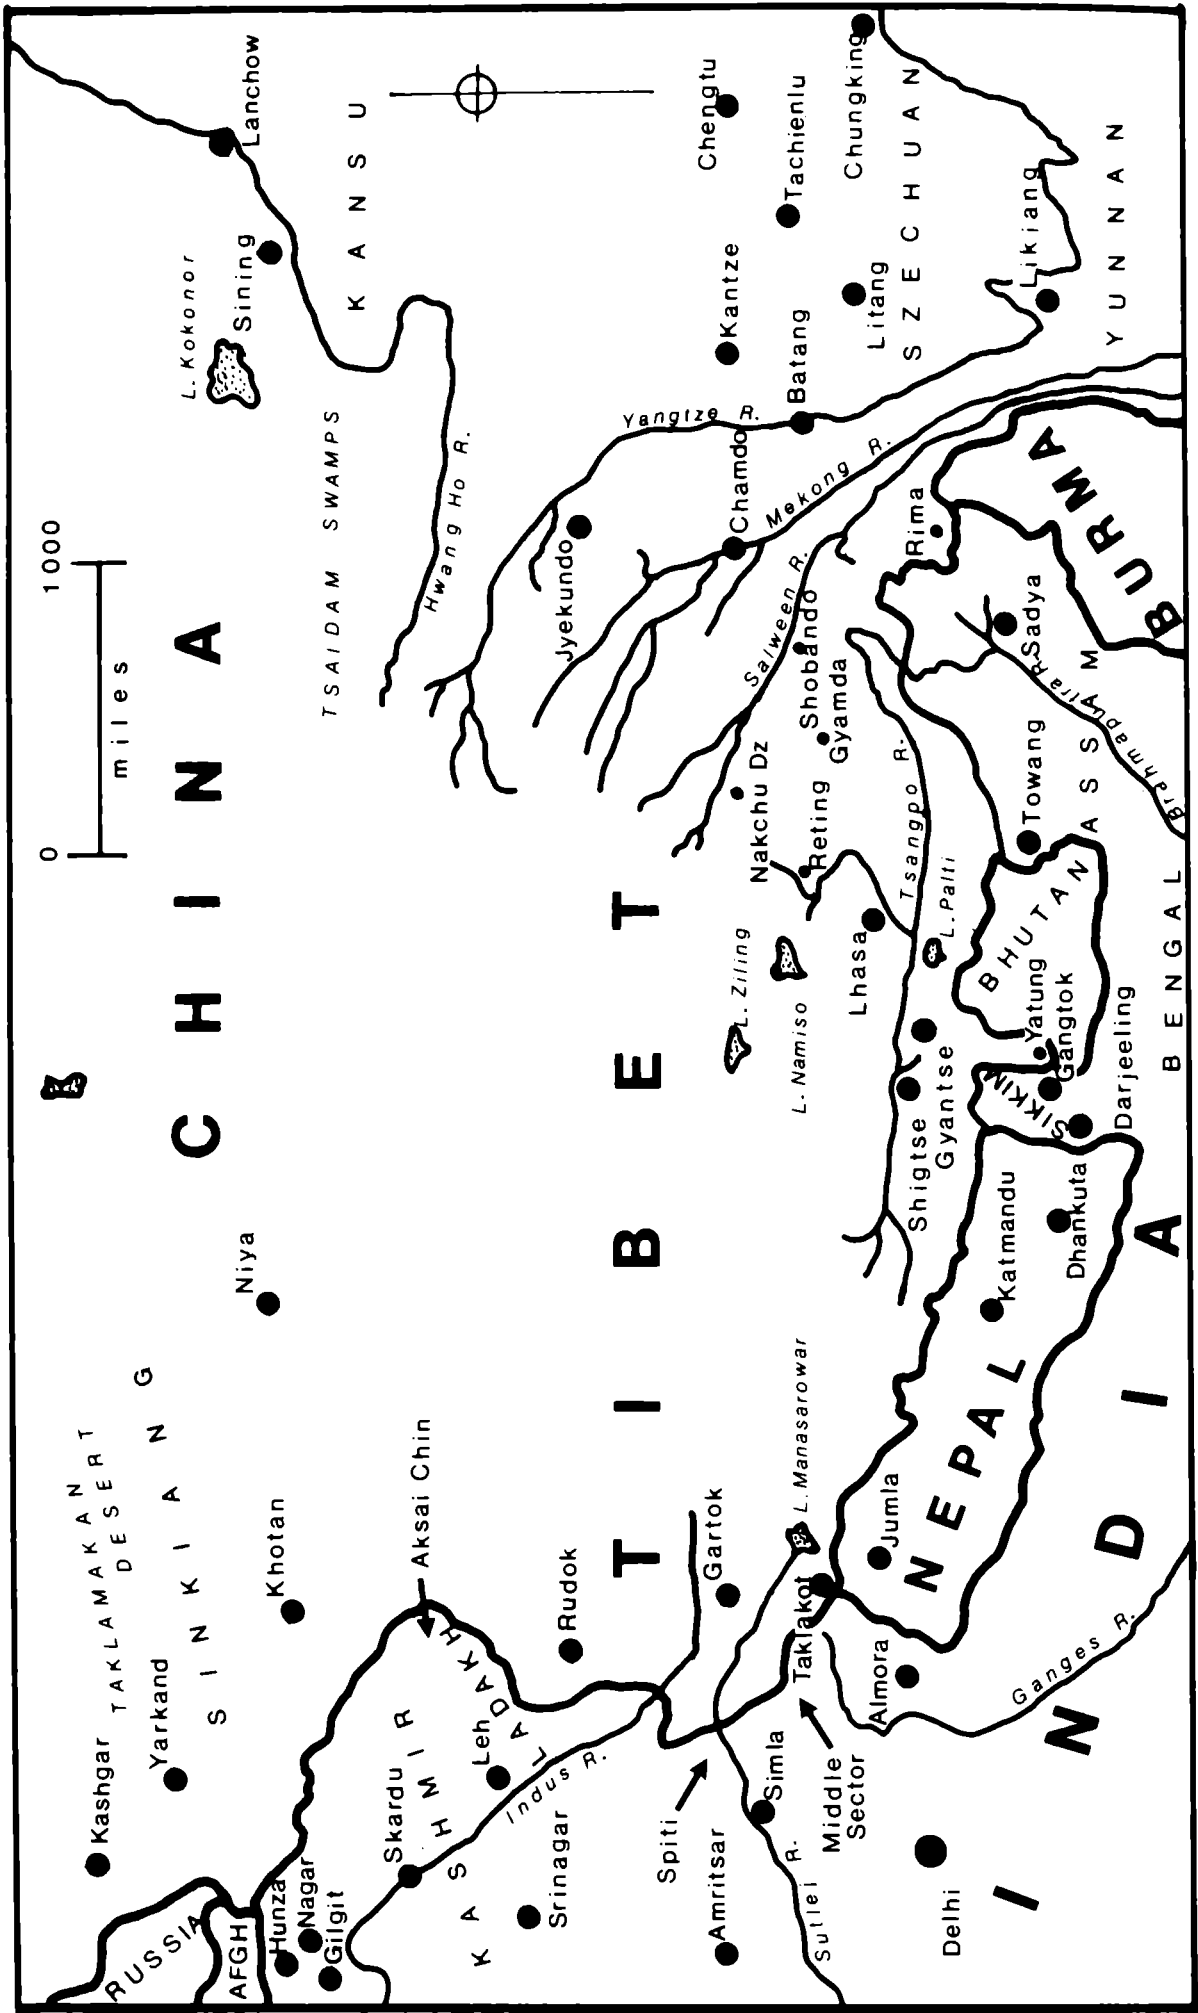 0 1000
miles
CHINA
TIBET
INDIA
NEPAL
BHUTAN
SIKKIM
BURMA
RUSSIA
AFGH
KASHMIR
LADAKH
SINKIANG
TAKLAMAKAN
DESERT
KANSU
TSAIDAM SWAMPS
SZECHUAN
YUNNAN
ASSAM
BENGAL
Kashgar
Yarkand
Khotan
Niya
Aksai Chin
Hunza
Nagar
Gilgit
Skardu
Leh
Srinagar
Indus R.
Rudok
Gartok
Spiti
Amritsar
Simla
Sutlej R.
Middle
Sector
Delhi
Taklakot
Almora
Ganges R.
L. Manasarowar
Jumla
Katmandu
Dhankuta
Darjeeling
Gangtok
Yatung
Shigtse
Gyantse
Lhasa
L. Namiso
L. Ziling
L. Palti
Tsangpo R.
Nakchu Dz
Reting
Gyamda
Shobando
Salween R.
Towang
Sadya
Brahmaputra R.
Rima
Chamdo
Mekong R.
Jyekundo
Yangtze R.
Hwang Ho R.
L. Kokonor
Sining
Lanchow
Kantze
Batang
Litang
Tachienlu
Chengtu
Chungking
Likiang